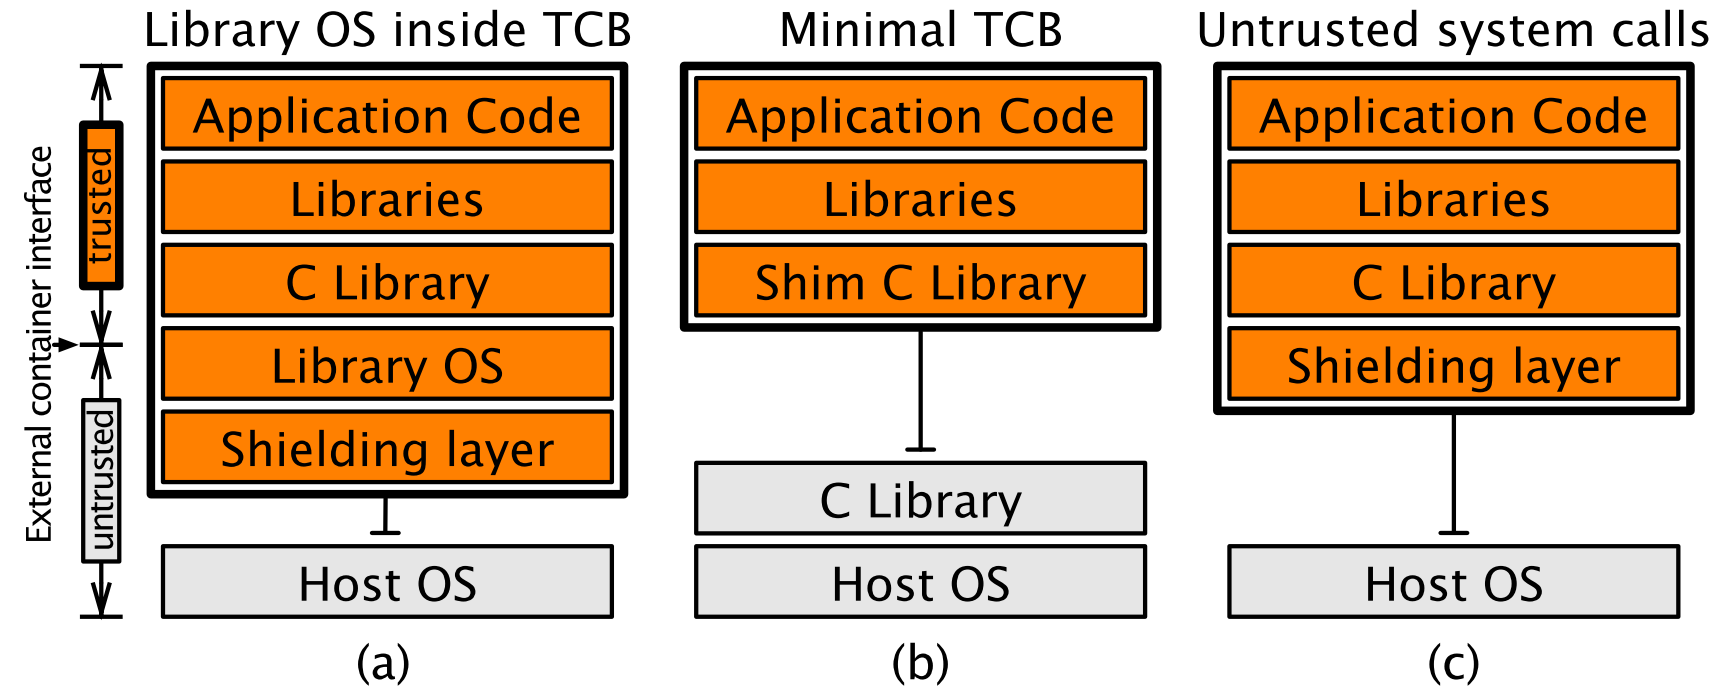 Library OS inside TCB
Application Code
Libraries
C Library
Library OS
Shielding layer
Host OS
(a)
Minimal TCB
Application Code
Libraries
Shim C Library
C Library
Host OS
(b)
Untrusted system calls
Application Code
Libraries
C Library
Shielding layer
Host OS
(c)
External container interface
trusted
untrusted